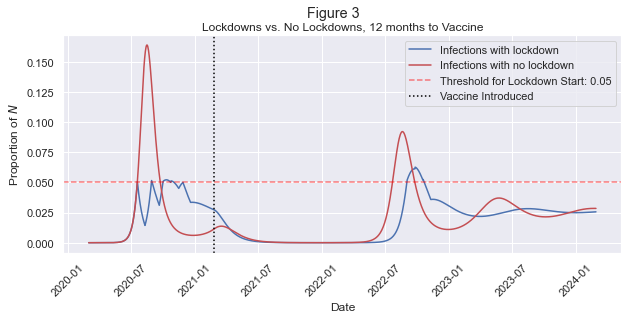 Figure 3
Lockdowns vs. No Lockdowns, 12 months to Vaccine
Infections with lockdown
Infections with no lockdown
Threshold for Lockdown Start: 0.05
Vaccine Introduced
Proportion of N
0.150
0.125
0.100
0.075
0.050
0.025
0.000
2020-01
2020-07
2021-01
2021-07
2022-01
2022-07
2023-01
2023-07
2024-01
Date